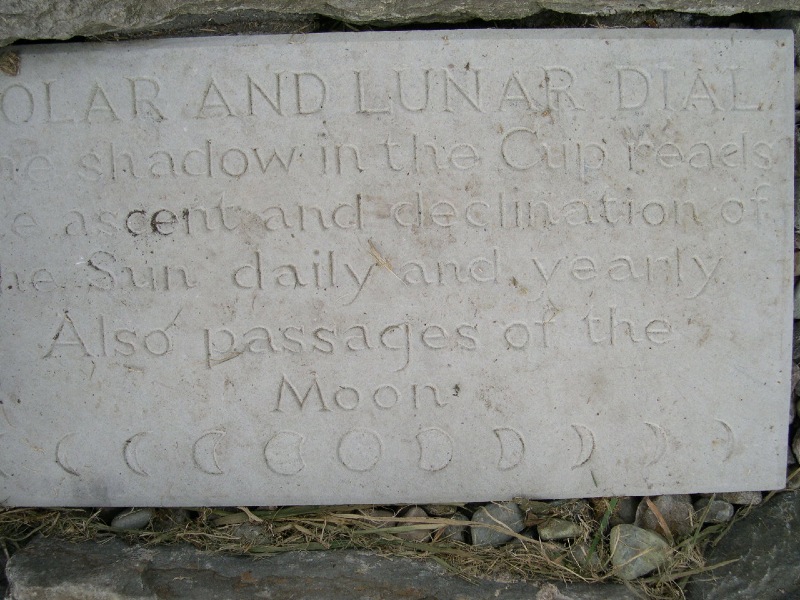 OLAR AND LUNAR DIAL
he shadow in the Cup reads
e ascent and declination of
he Sun daily and yearly
Also passages of the
Moon